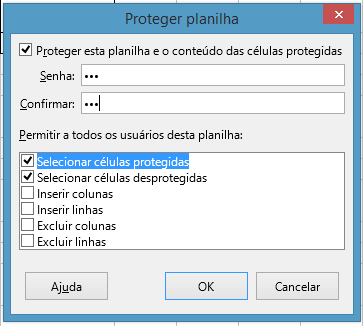 Proteger planilha
Proteger esta planilha e o conteúdo das células protegidas
Senha: •••
Confirmar: •••
Permitir a todos os usuários desta planilha:
Selecionar células protegidas
Selecionar células desprotegidas
Inserir colunas
Inserir linhas
Excluir colunas
Excluir linhas
Ajuda OK Cancelar